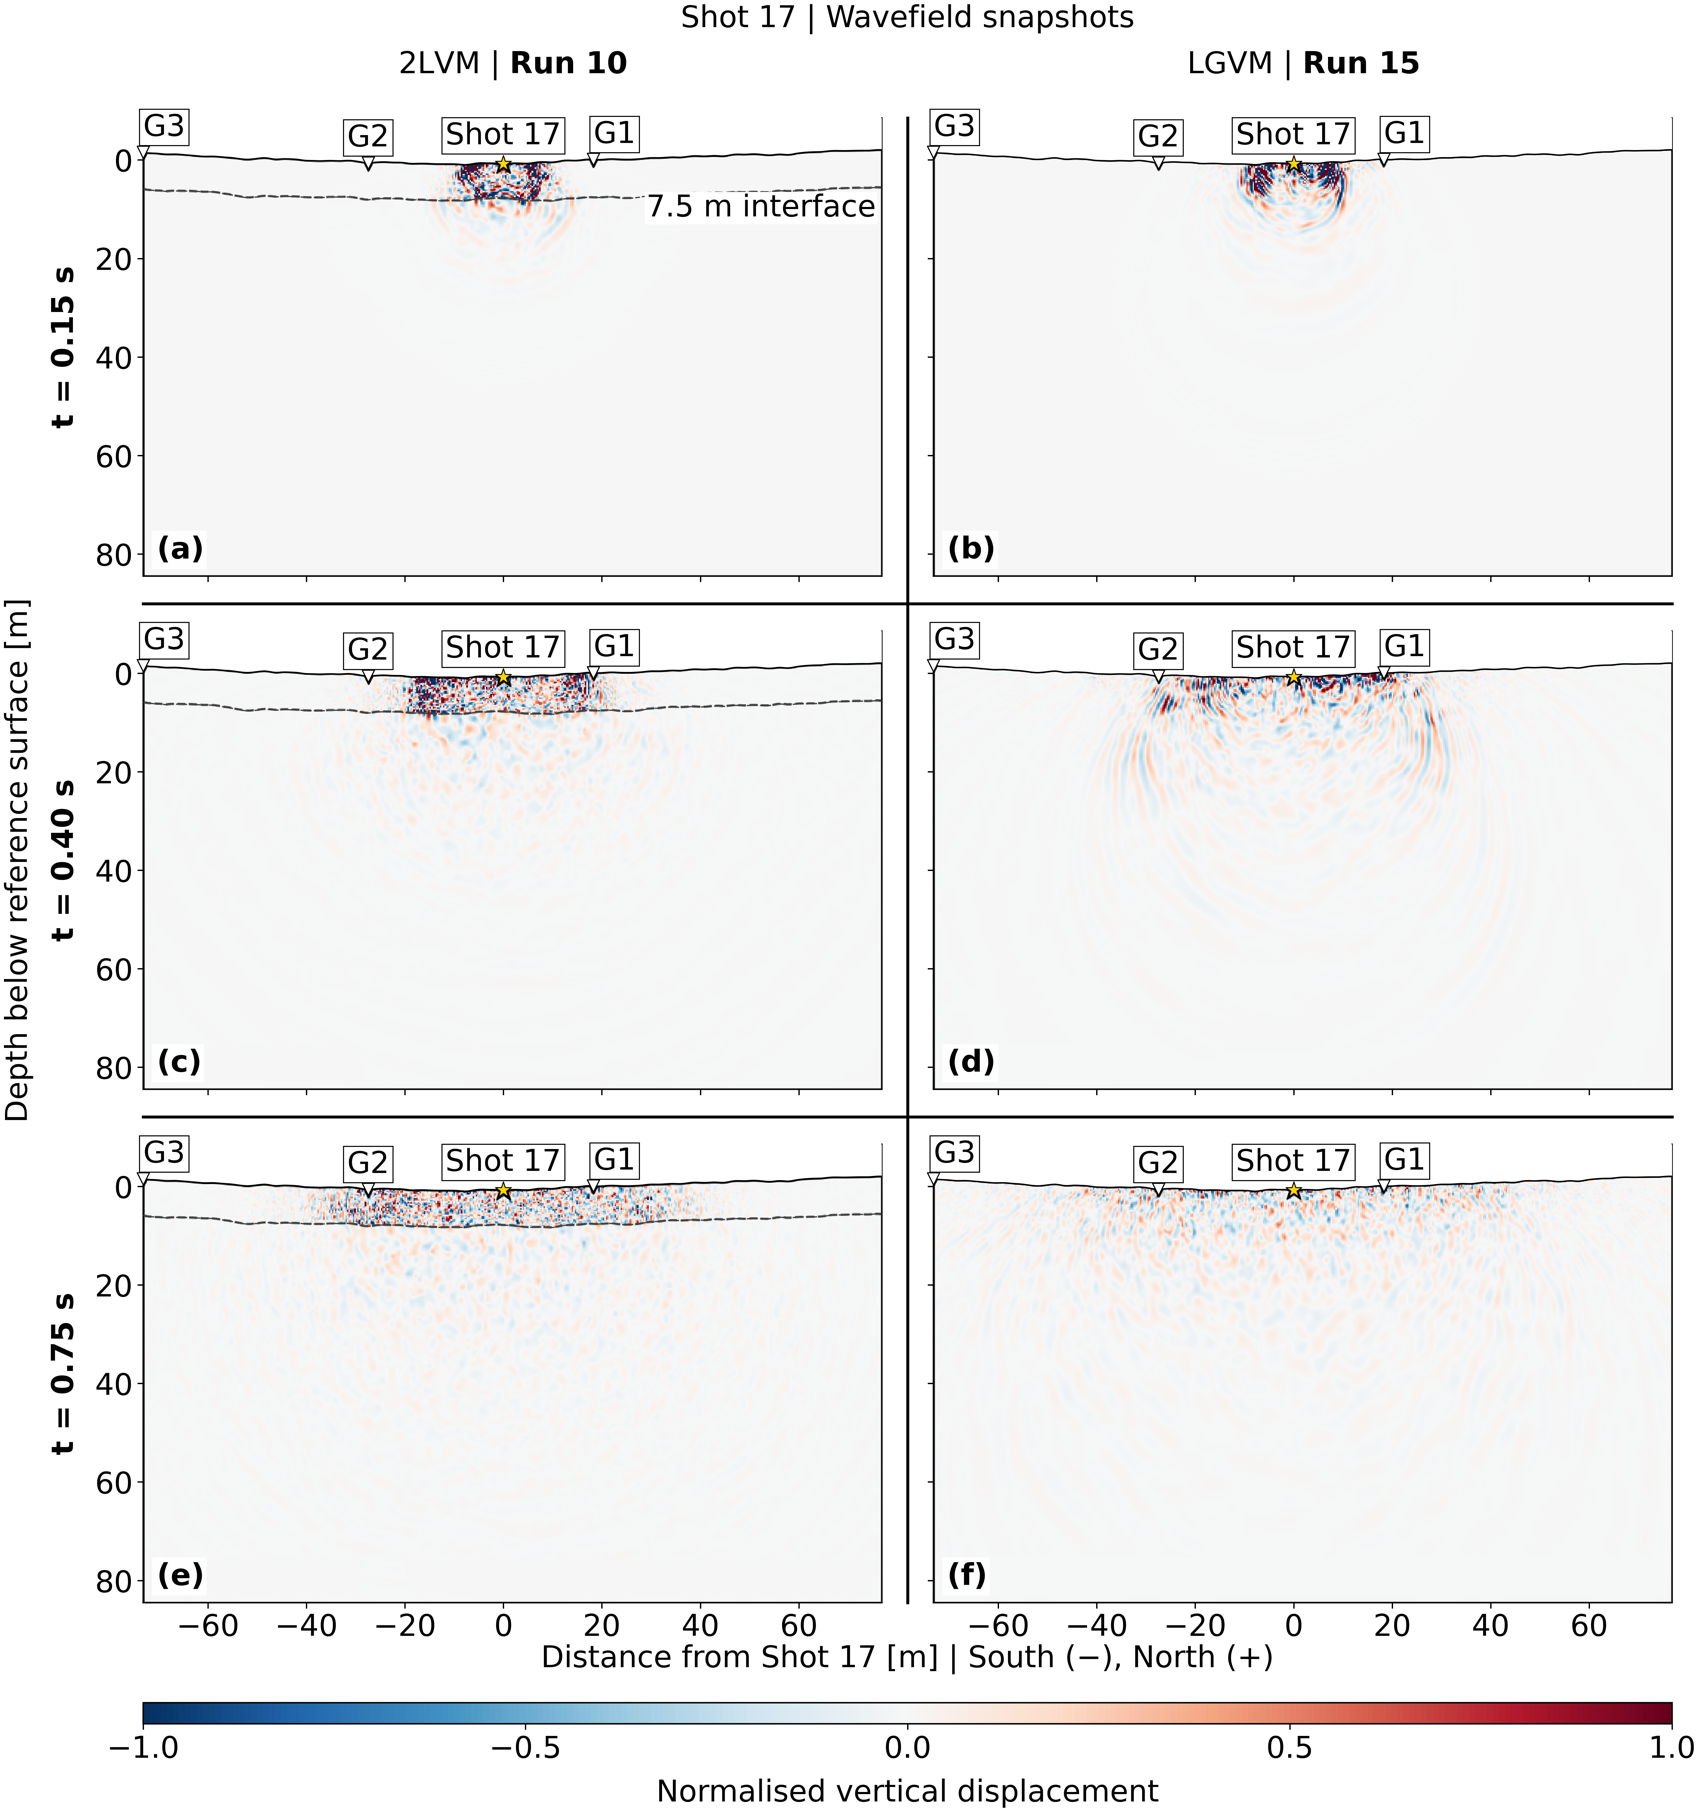 Shot 17 | Wavefield snapshots
2LVM | Run 10
LGVM | Run 15
Depth below reference surface [m]
t = 0.15 s
G3
G2
Shot 17
G1
7.5 m interface
0
20
40
60
80
(a)
G3
G2
Shot 17
G1
(b)
t = 0.40 s
G3
G2
Shot 17
G1
0
20
40
60
80
(c)
G3
G2
Shot 17
G1
(d)
t = 0.75 s
G3
G2
Shot 17
G1
0
20
40
60
80
(e)
G3
G2
Shot 17
G1
(f)
−60 −40 −20 0 20 40 60
−60 −40 −20 0 20 40 60
Distance from Shot 17 [m] | South (−), North (+)
−1.0 −0.5 0.0 0.5 1.0
Normalised vertical displacement